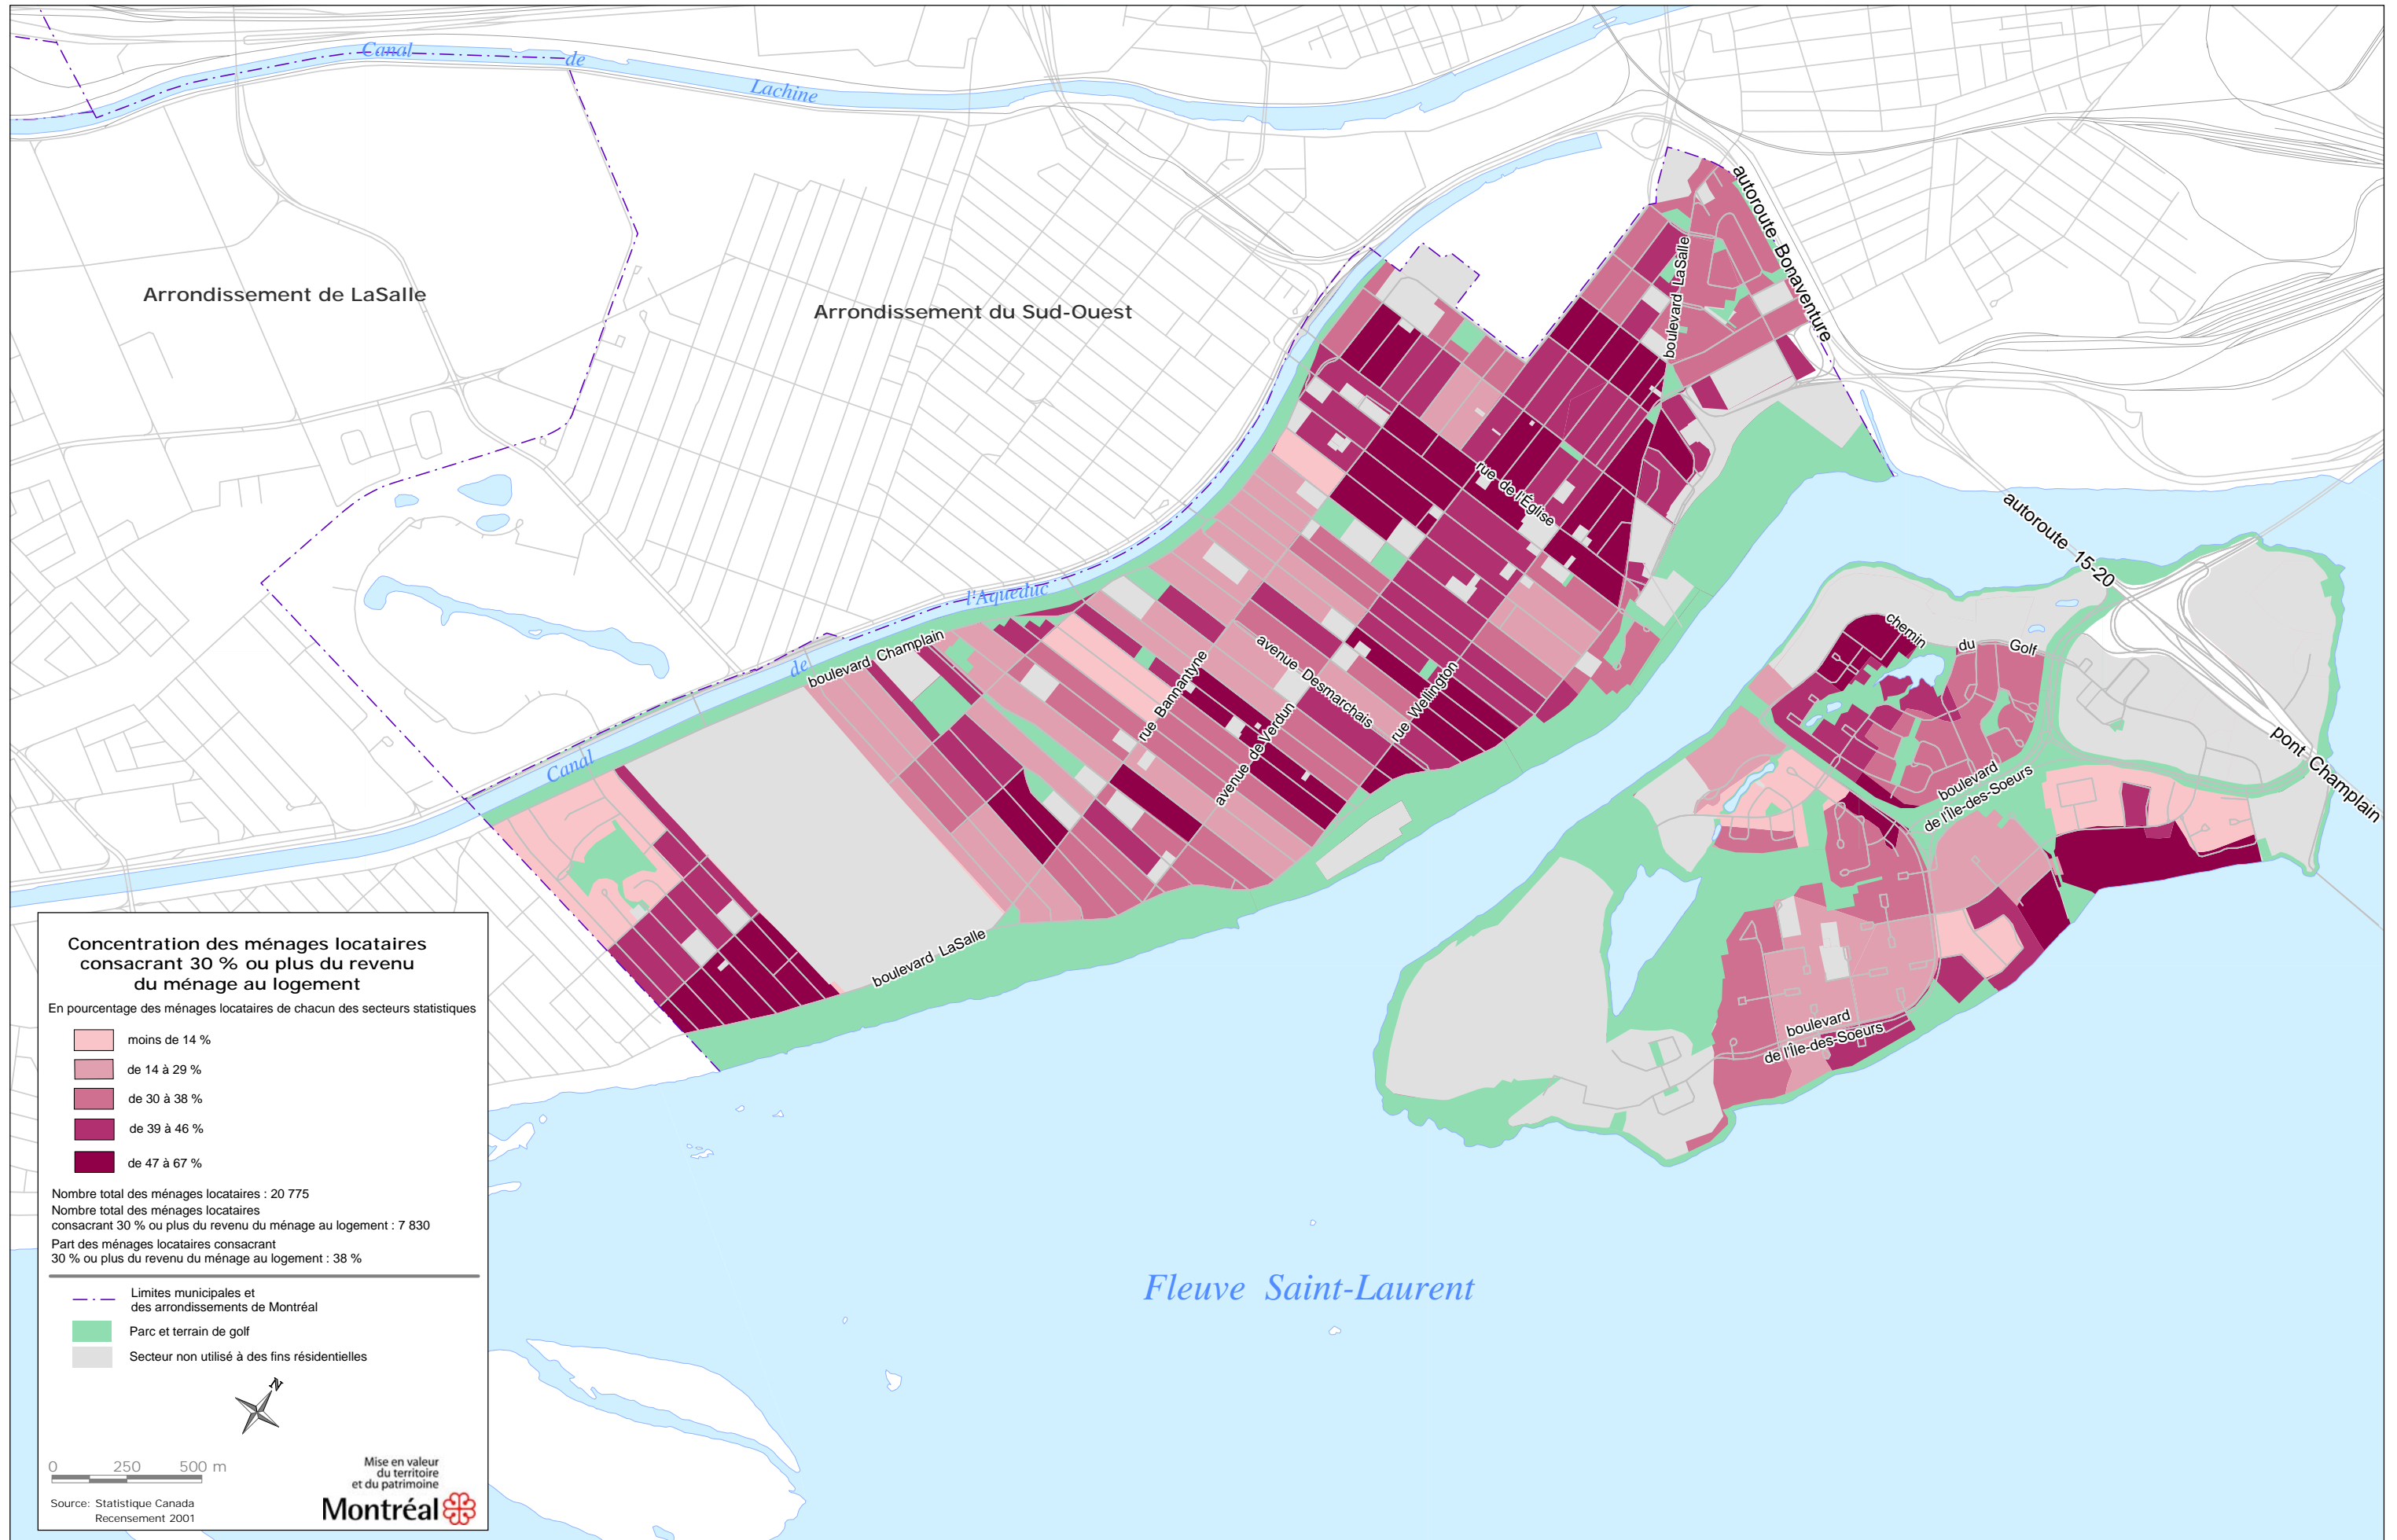 Canal
de
Lachine
Arrondissement de LaSalle
Arrondissement du Sud-Ouest
autoroute Bonaventure
boulevard LaSalle
rue de l'Église
autoroute 15-20
l'Aqueduc
de
Canal
boulevard Champlain
rue Bannantyne
avenue Desmarchais
avenue de Verdun
rue Wellington
chemin du Golf
boulevard
de l'Île-des-Soeurs
pont Champlain
boulevard LaSalle
boulevard
de l'Île-des-Soeurs
Fleuve Saint-Laurent
Concentration des ménages locataires
consacrant 30 % ou plus du revenu
du ménage au logement
En pourcentage des ménages locataires de chacun des secteurs statistiques
moins de 14 %
de 14 à 29 %
de 30 à 38 %
de 39 à 46 %
de 47 à 67 %
Nombre total des ménages locataires : 20 775
Nombre total des ménages locataires
consacrant 30 % ou plus du revenu du ménage au logement : 7 830
Part des ménages locataires consacrant
30 % ou plus du revenu du ménage au logement : 38 %
Limites municipales et
des arrondissements de Montréal
Parc et terrain de golf
Secteur non utilisé à des fins résidentielles
N
0 250 500 m
Source: Statistique Canada
Recensement 2001
Mise en valeur
du territoire
et du patrimoine
Montréal